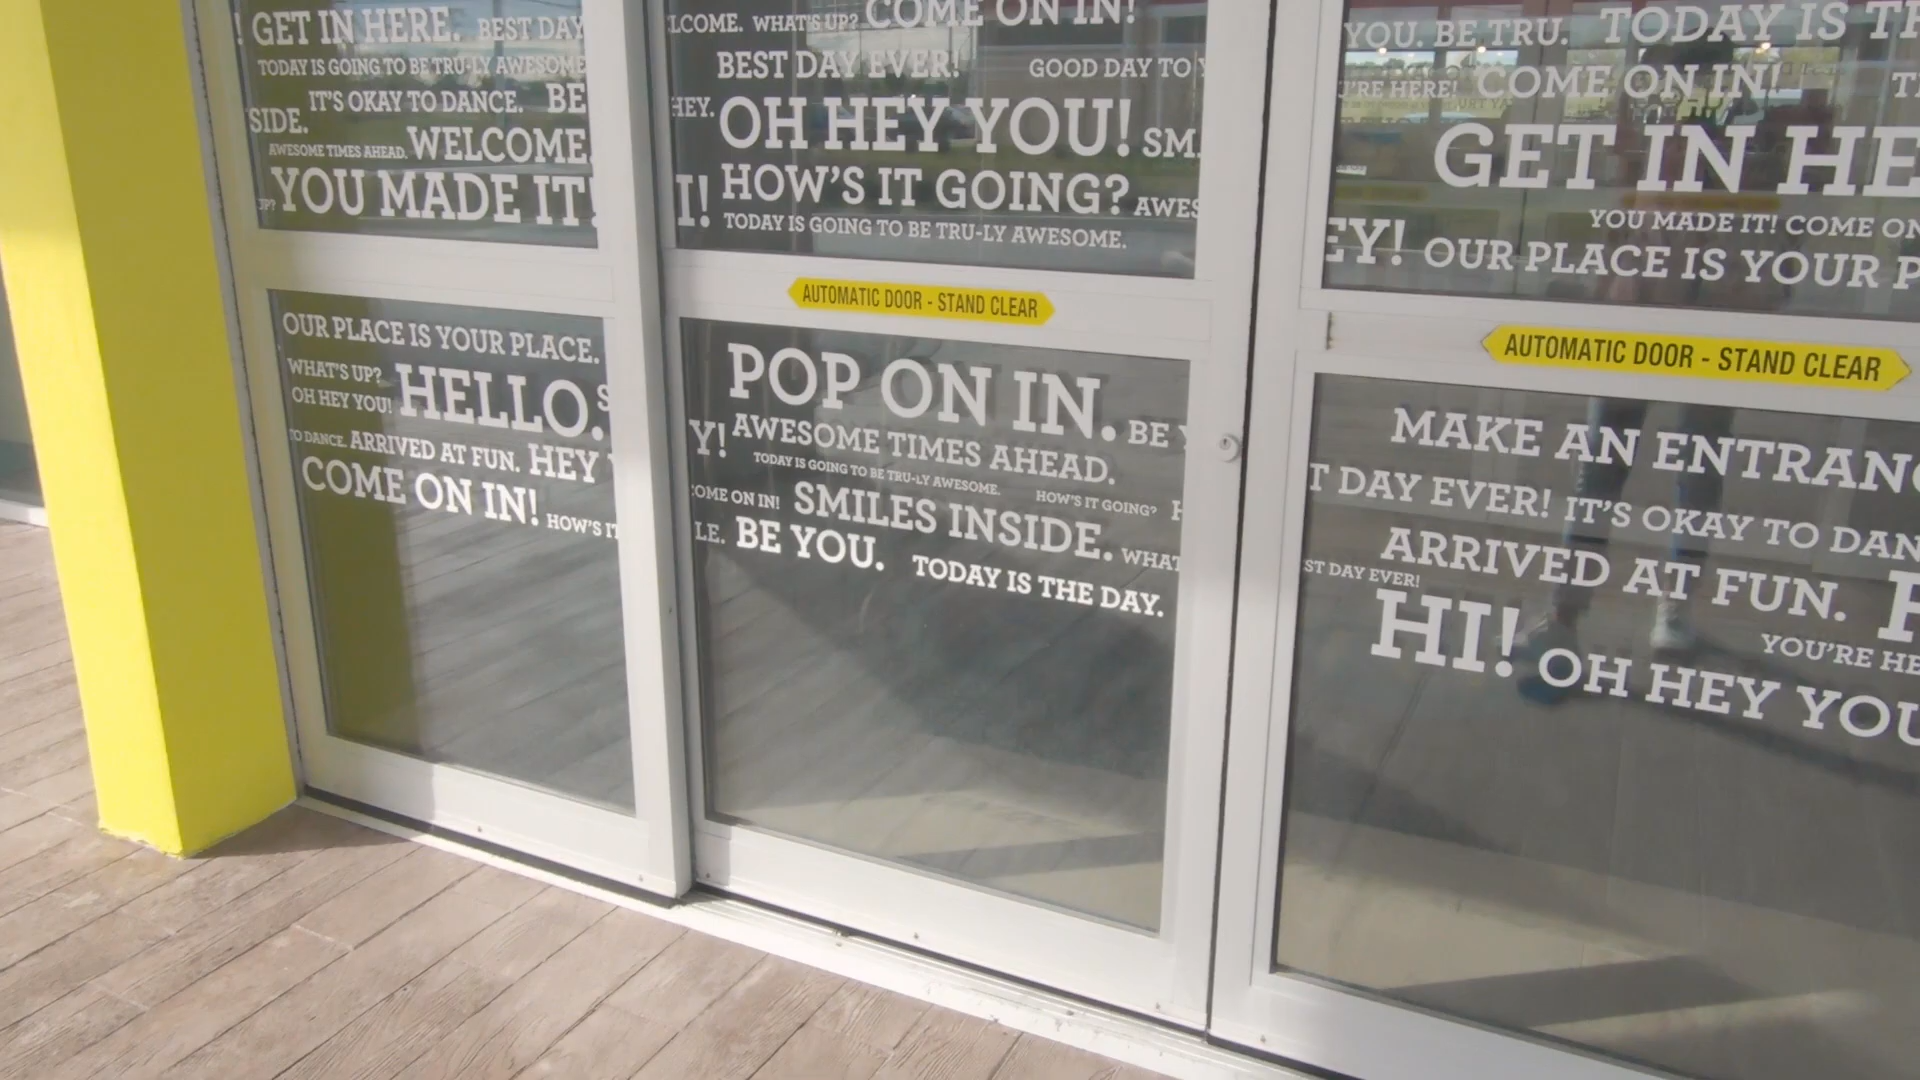 ! GET IN HERE. BEST DAY
TODAY IS GOING TO BE TRU-LY AWESOME
IT'S OKAY TO DANCE. BE
SIDE.
AWESOME TIMES AHEAD. WELCOME.
UP? YOU MADE IT!
OUR PLACE IS YOUR PLACE.
WHAT'S UP? HELLO. S
OH HEY YOU!
TO DANCE. ARRIVED AT FUN. HEY
COME ON IN! HOW'S IT
LCOME. WHAT'S UP? COME ON IN!
BEST DAY EVER! GOOD DAY TO Y
HEY. OH HEY YOU! SM
I! HOW'S IT GOING? AWES
TODAY IS GOING TO BE TRU-LY AWESOME.
AUTOMATIC DOOR - STAND CLEAR
POP ON IN. BE Y
Y! AWESOME TIMES AHEAD.
TODAY IS GOING TO BE TRU-LY AWESOME. HOW'S IT GOING? H
COME ON IN! SMILES INSIDE. WHAT
LE. BE YOU. TODAY IS THE DAY.
YOU. BE TRU. TODAY IS TH
U'RE HERE! COME ON IN! T
GET IN HE
YOU MADE IT! COME ON
EY! OUR PLACE IS YOUR P
AUTOMATIC DOOR - STAND CLEAR
MAKE AN ENTRANC
T DAY EVER! IT'S OKAY TO DAN
ARRIVED AT FUN.
ST DAY EVER!
HI! YOU'RE HE
OH HEY YOU